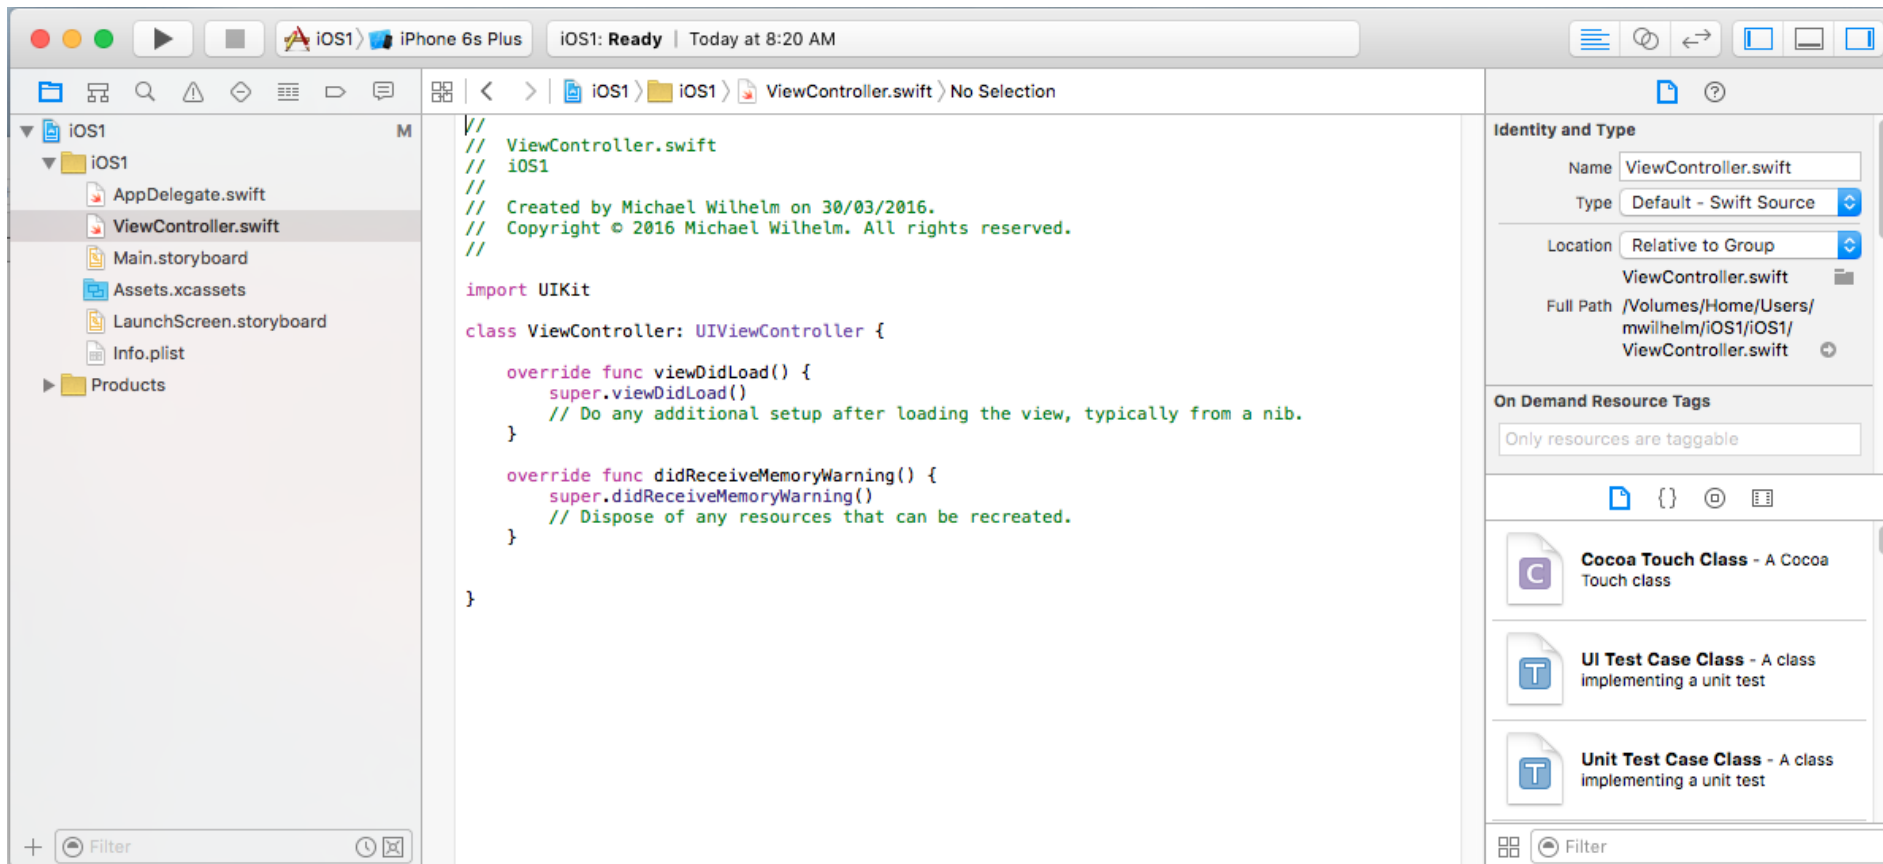 iOS1 〉 iPhone 6s Plus
iOS1: Ready | Today at 8:20 AM
iOS1 〉 iOS1 〉 ViewController.swift 〉 No Selection
iOS1 M
iOS1
AppDelegate.swift
ViewController.swift
Main.storyboard
Assets.xcassets
LaunchScreen.storyboard
Info.plist
Products
Filter
//
//  ViewController.swift
//  iOS1
//
//  Created by Michael Wilhelm on 30/03/2016.
//  Copyright © 2016 Michael Wilhelm. All rights reserved.
//
import UIKit
class ViewController: UIViewController {
    override func viewDidLoad() {
        super.viewDidLoad()
        // Do any additional setup after loading the view, typically from a nib.
    }
    override func didReceiveMemoryWarning() {
        super.didReceiveMemoryWarning()
        // Dispose of any resources that can be recreated.
    }
}
Identity and Type
Name ViewController.swift
Type Default - Swift Source
Location Relative to Group
ViewController.swift
Full Path /Volumes/Home/Users/
mwilhelm/iOS1/iOS1/
ViewController.swift
On Demand Resource Tags
Only resources are taggable
{}
C
Cocoa Touch Class - A Cocoa
Touch class
T
UI Test Case Class - A class
implementing a unit test
T
Unit Test Case Class - A class
implementing a unit test
Filter